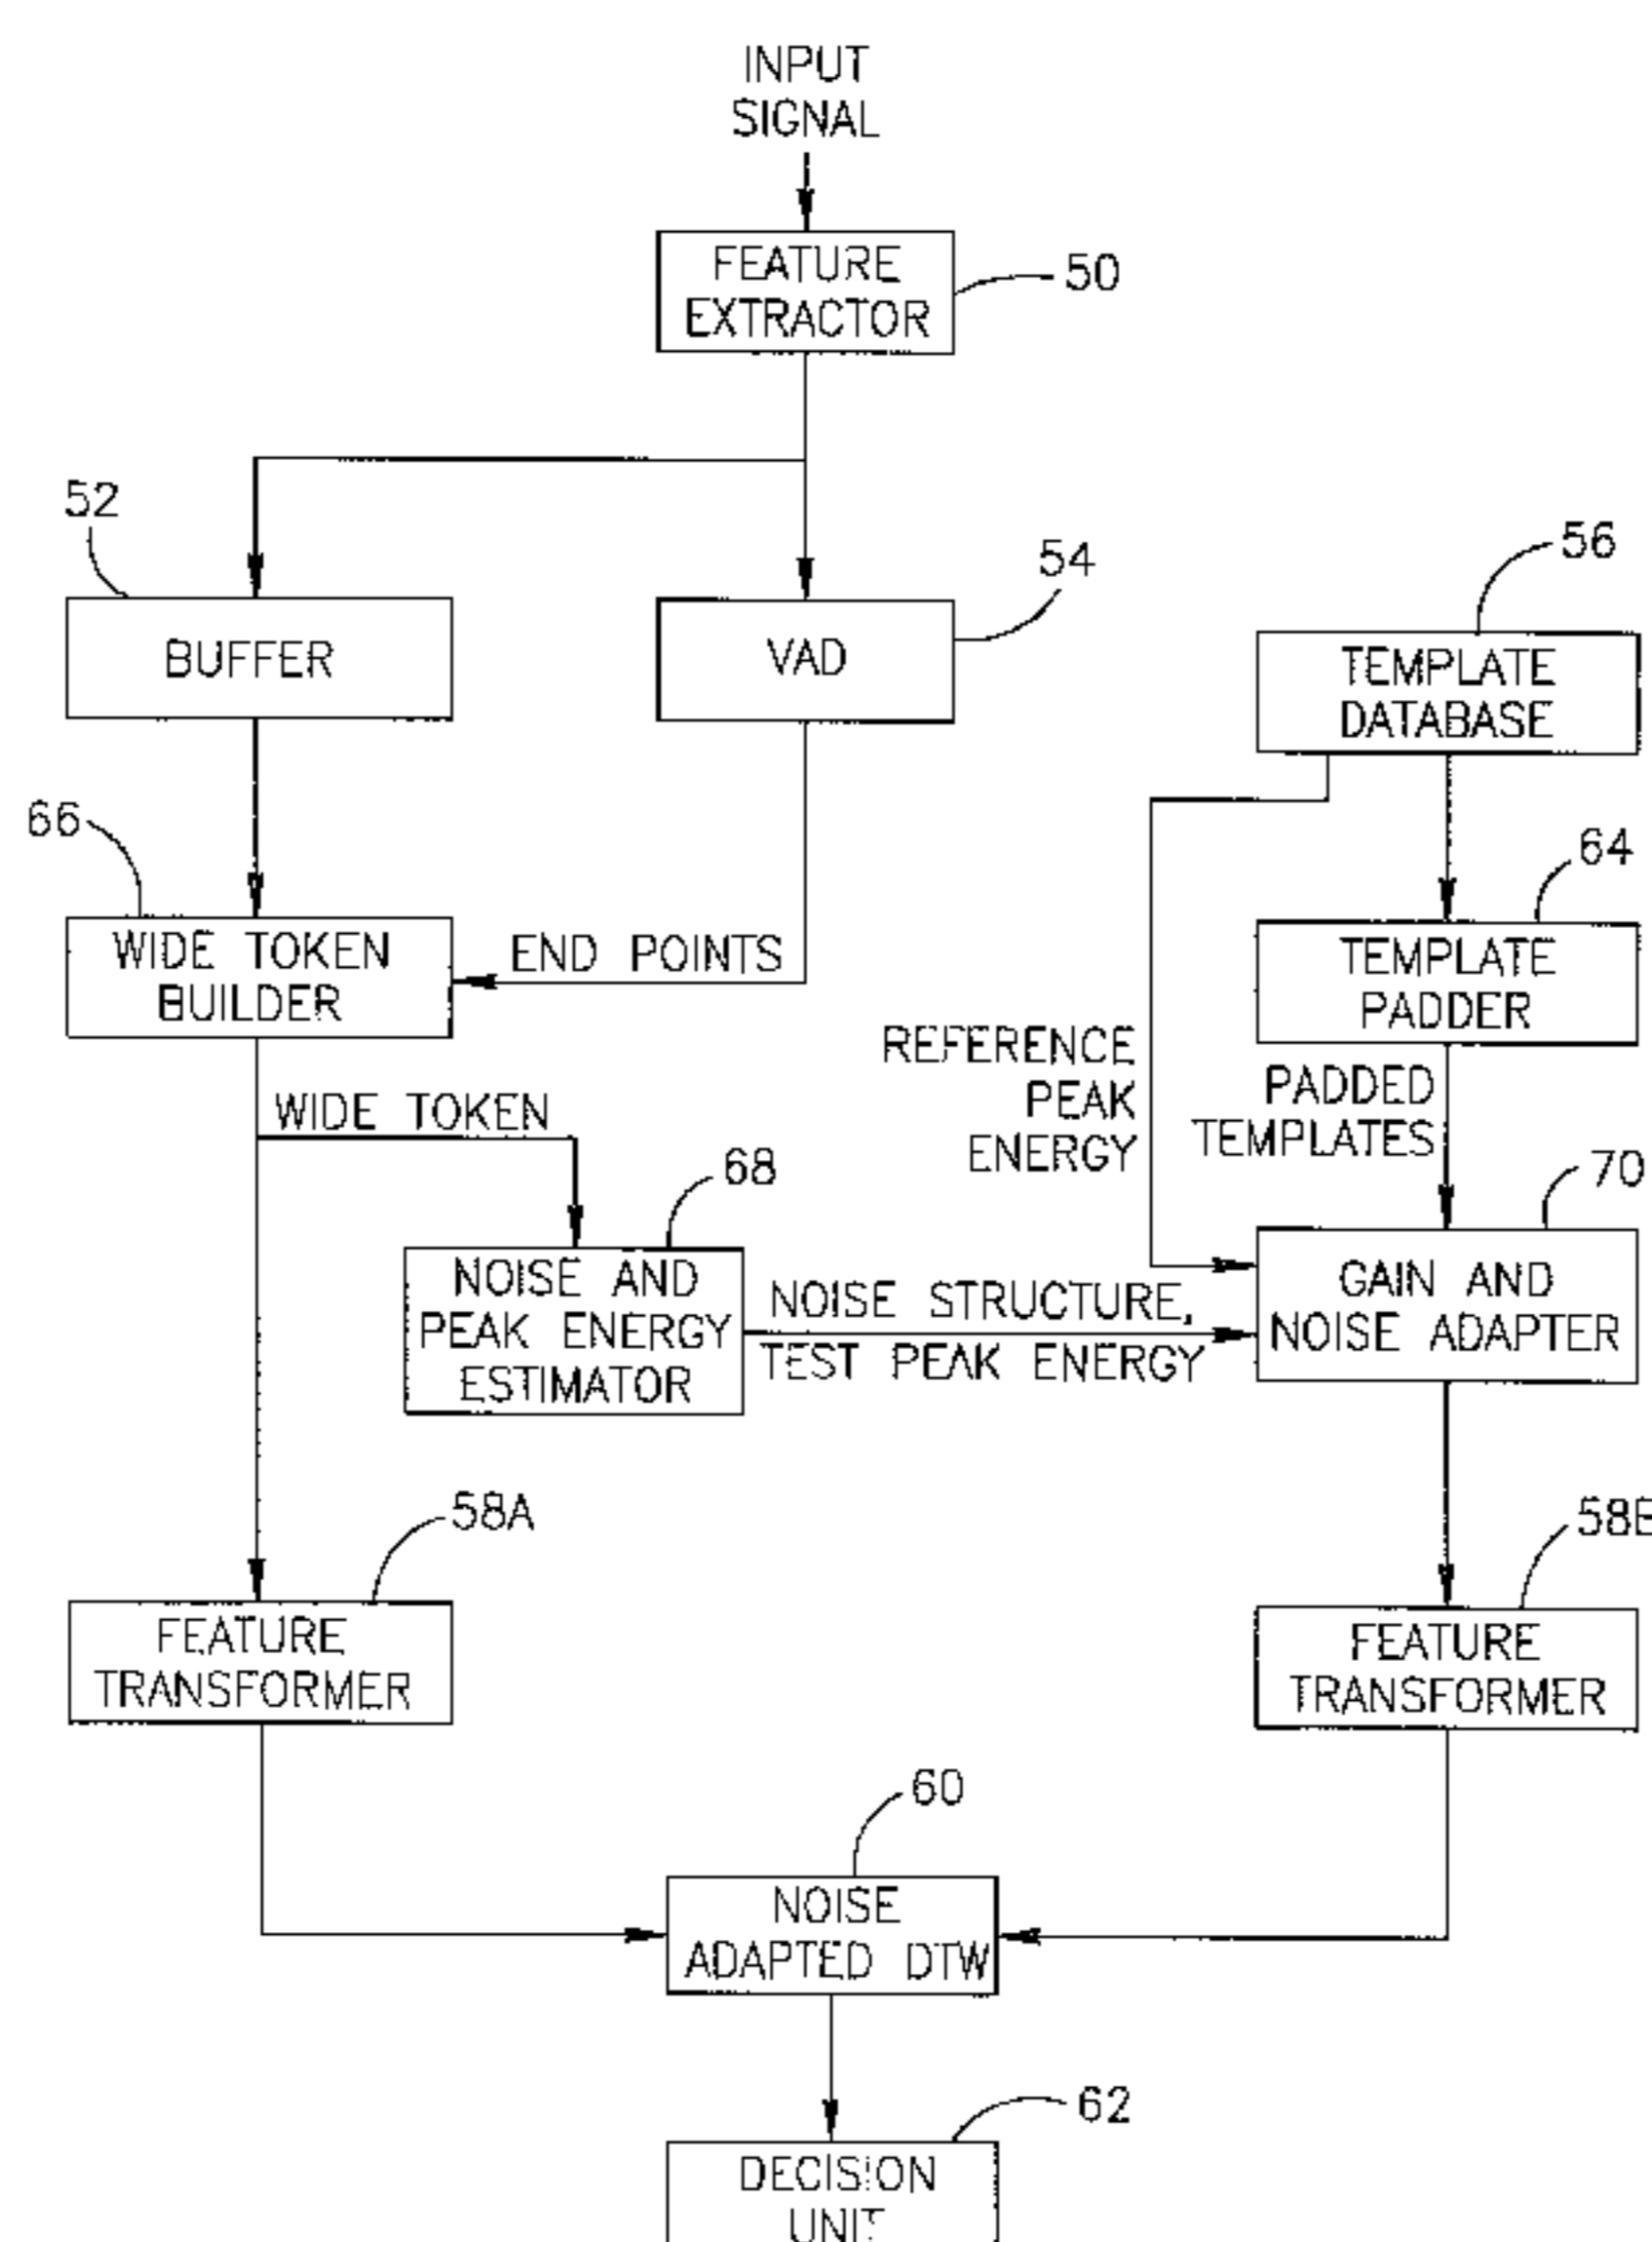 INPUT
SIGNAL
FEATURE
EXTRACTOR
50
52
BUFFER
54
VAD
56
TEMPLATE
DATABASE
66
WIDE TOKEN
BUILDER
END POINTS
64
TEMPLATE
PADDER
REFERENCE
PEAK
ENERGY
PADDED
TEMPLATES
WIDE TOKEN
68
NOISE AND
PEAK ENERGY
ESTIMATOR
NOISE STRUCTURE,
TEST PEAK ENERGY
70
GAIN AND
NOISE ADAPTER
58A
FEATURE
TRANSFORMER
58B
FEATURE
TRANSFORMER
60
NOISE
ADAPTED DTW
62
DECISION
UNIT